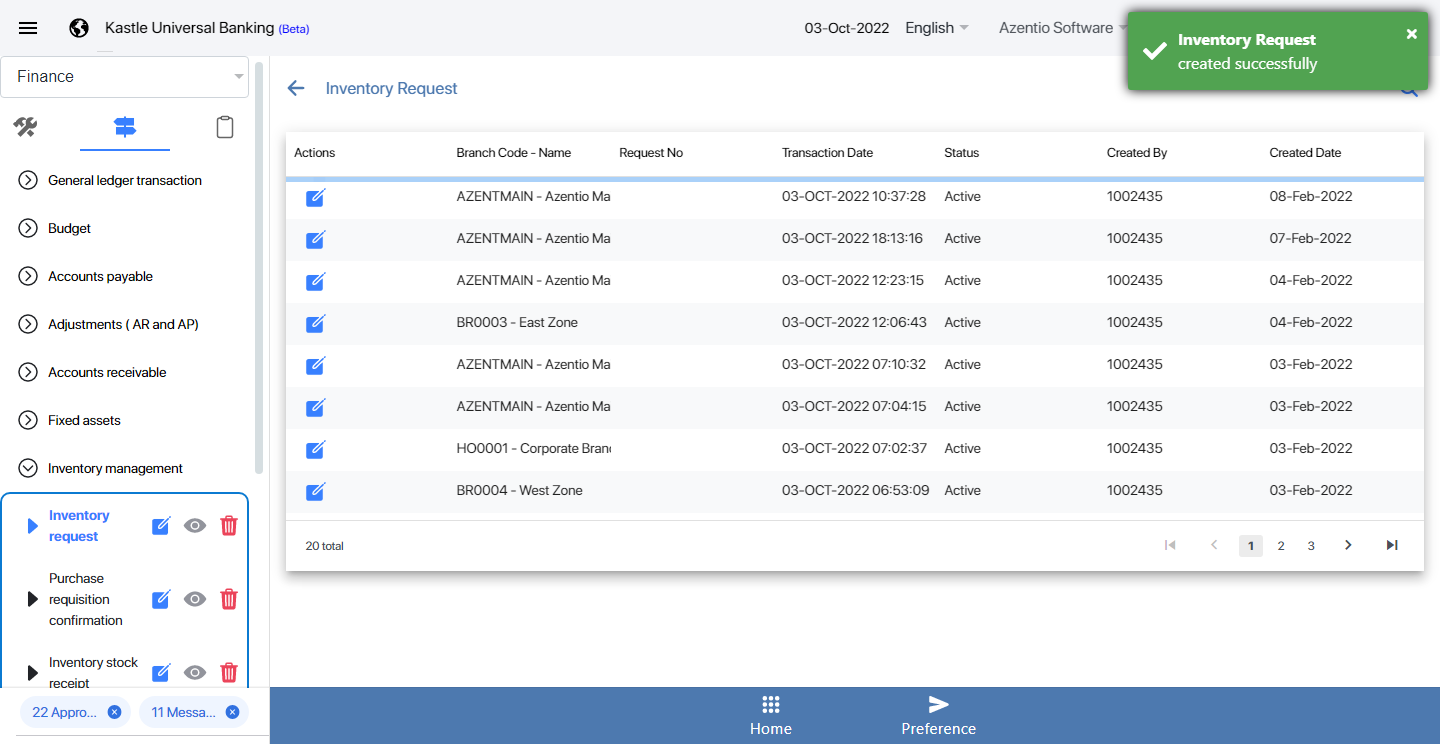 Kastle Universal Banking (Beta)
03-Oct-2022
English
Azentio Software
Inventory Request
created successfully
Finance
General ledger transaction
Budget
Accounts payable
Adjustments ( AR and AP)
Accounts receivable
Fixed assets
Inventory management
Inventory
request
Purchase
requisition
confirmation
Inventory stock
receipt
22 Appro...
11 Messa...
Inventory Request
Actions Branch Code - Name Request No Transaction Date Status Created By Created Date
AZENTMAIN - Azentio Ma 03-OCT-2022 10:37:28 Active 1002435 08-Feb-2022
AZENTMAIN - Azentio Ma 03-OCT-2022 18:13:16 Active 1002435 07-Feb-2022
AZENTMAIN - Azentio Ma 03-OCT-2022 12:23:15 Active 1002435 04-Feb-2022
BR0003 - East Zone 03-OCT-2022 12:06:43 Active 1002435 04-Feb-2022
AZENTMAIN - Azentio Ma 03-OCT-2022 07:10:32 Active 1002435 03-Feb-2022
AZENTMAIN - Azentio Ma 03-OCT-2022 07:04:15 Active 1002435 03-Feb-2022
HO0001 - Corporate Branc 03-OCT-2022 07:02:37 Active 1002435 03-Feb-2022
BR0004 - West Zone 03-OCT-2022 06:53:09 Active 1002435 03-Feb-2022
20 total
1 2 3
Home
Preference